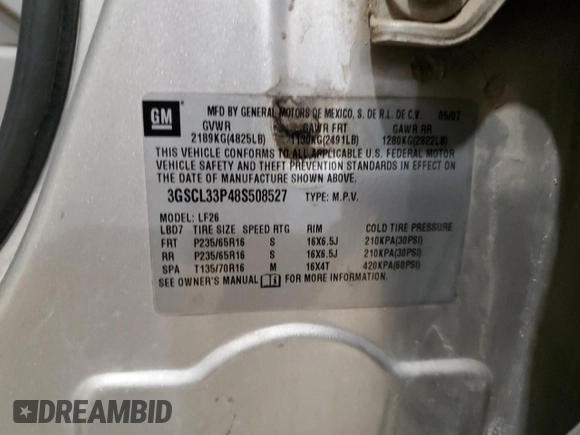 GM
MFD BY GENERAL MOTORS OF MEXICO, S. DE R.L. DE C.V. 05/07
GVWR GAWR FRT GAWR RR
2189KG(4825LB) 1130KG(2491LB) 1280KG(2822LB)
THIS VEHICLE CONFORMS TO ALL APPLICABLE U.S. FEDERAL MOTOR
VEHICLE SAFETY AND THEFT PREVENTION STANDARDS IN EFFECT ON
THE DATE OF MANUFACTURE SHOWN ABOVE.
3GSCL33P48S508527 TYPE: M.P.V.
MODEL: LF26
LBD7 TIRE SIZE SPEED RTG RIM COLD TIRE PRESSURE
FRT P235/65R16 S 16X6.5J 210KPA(30PSI)
RR P235/65R16 S 16X6.5J 210KPA(30PSI)
SPA T135/70R16 M 16X4T 420KPA(60PSI)
SEE OWNER'S MANUAL FOR MORE INFORMATION
DREAMBID